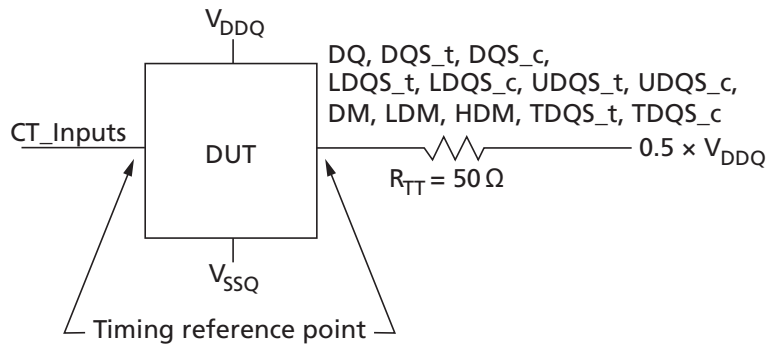 V_DDQ
DQ, DQS_t, DQS_c,
LDQS_t, LDQS_c, UDQS_t, UDQS_c,
DM, LDM, HDM, TDQS_t, TDQS_c
CT_Inputs
DUT
0.5 × V_DDQ
R_TT = 50 Ω
V_SSQ
Timing reference point